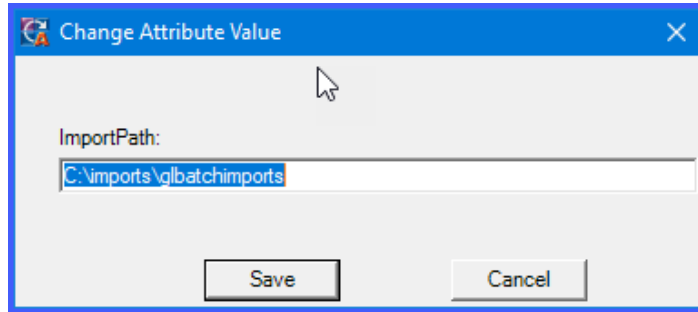 Change Attribute Value
ImportPath:
C:\imports\glbatchimports
Save Cancel